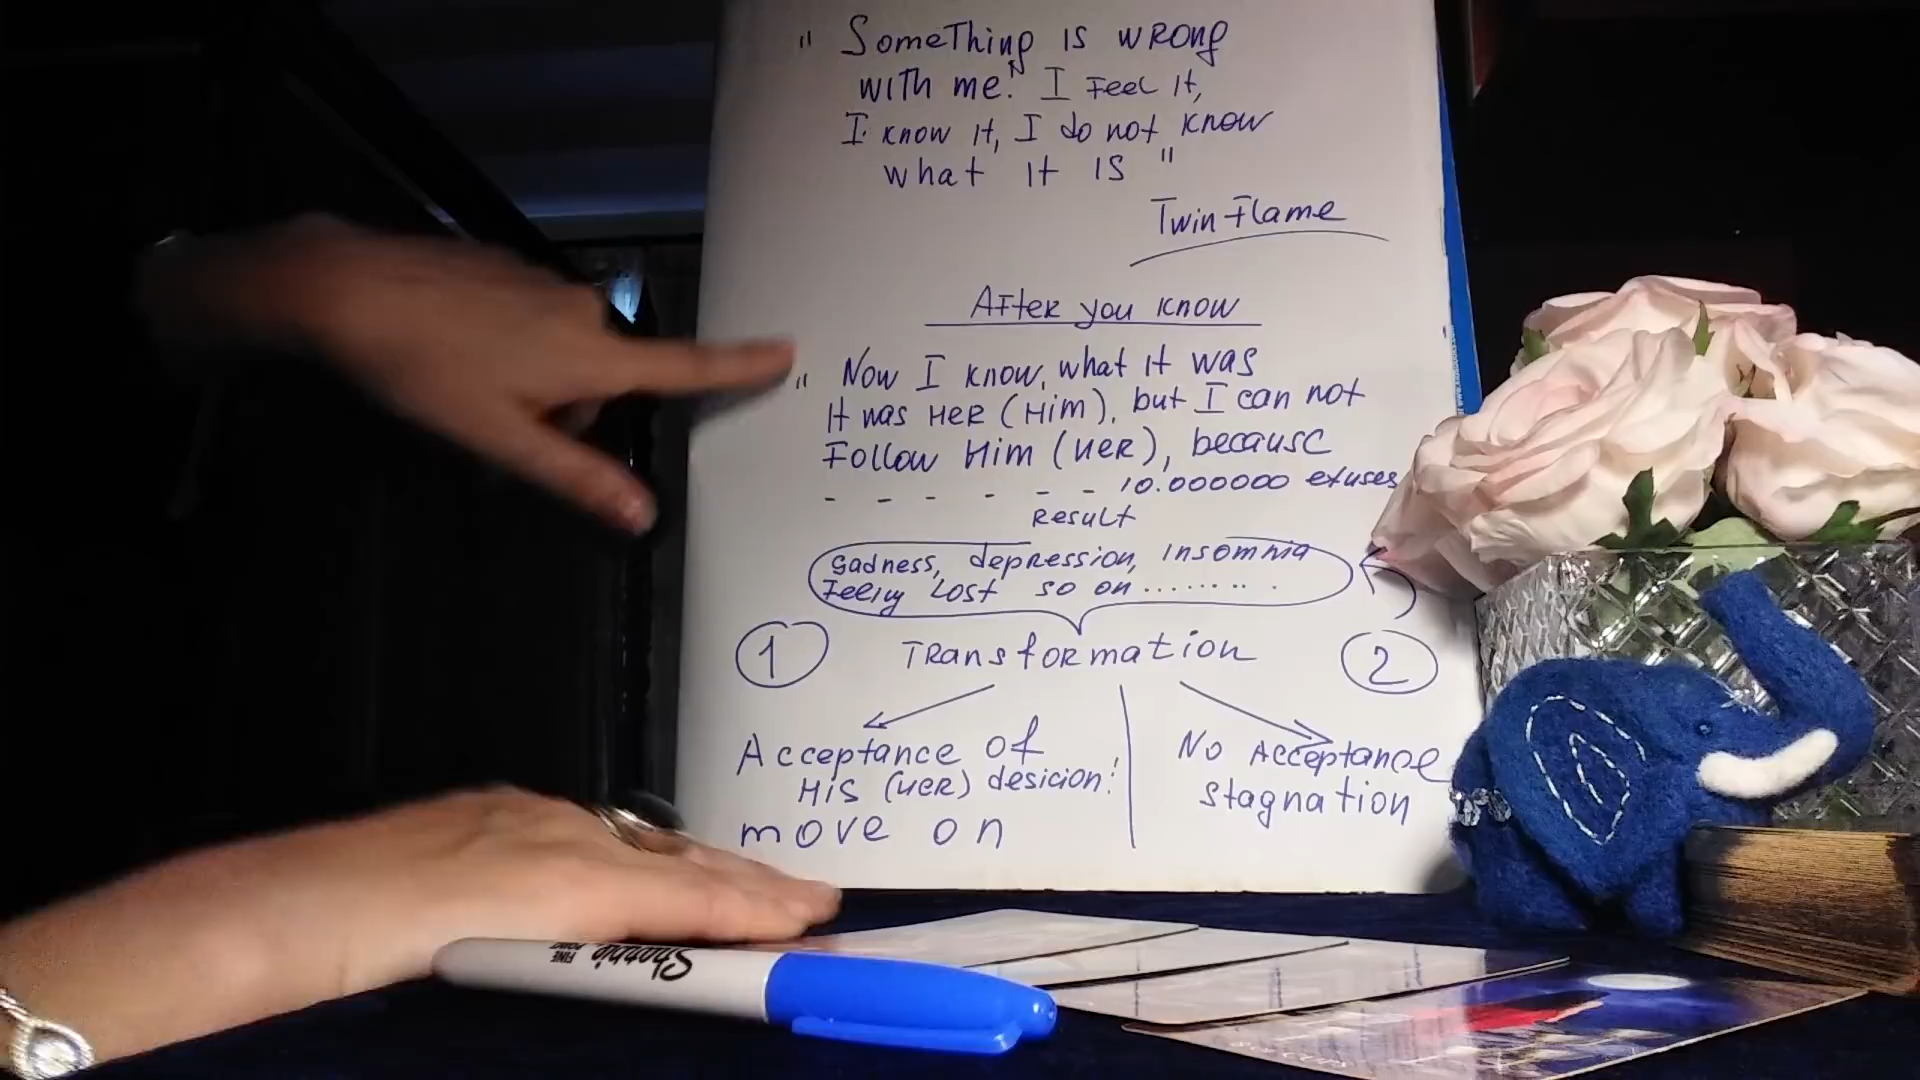 " Something is wrong
with me. I Feel it,
I know it, I do not know
what it is "
Twin Flame
After you know
" Now I know, what it was
It was Her (Him), but I can not
Follow Him (Her), because
- - - - - - 10.000000 exuses
Result
Sadness, depression, insomnia
Feeliy Lost so on .........
1 Transformation 2
Acceptance of
His (Her) desicion!
move on
No Acceptance
Stagnation
Sharpie
FINE
POINT